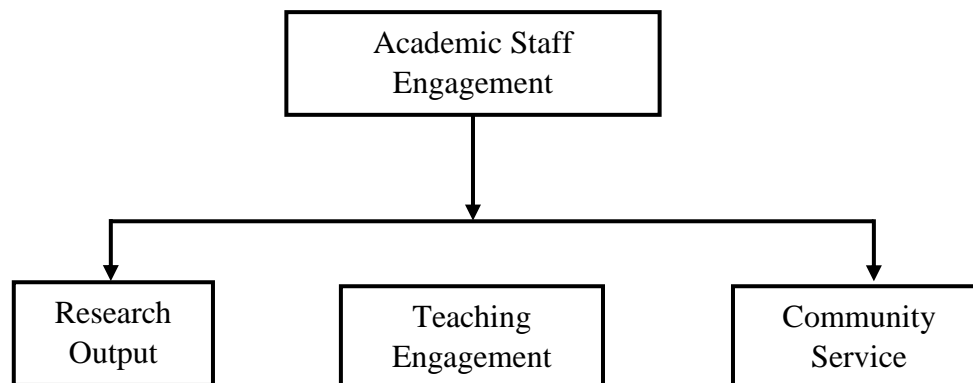 Academic Staff
Engagement
Research
Output
Teaching
Engagement
Community
Service